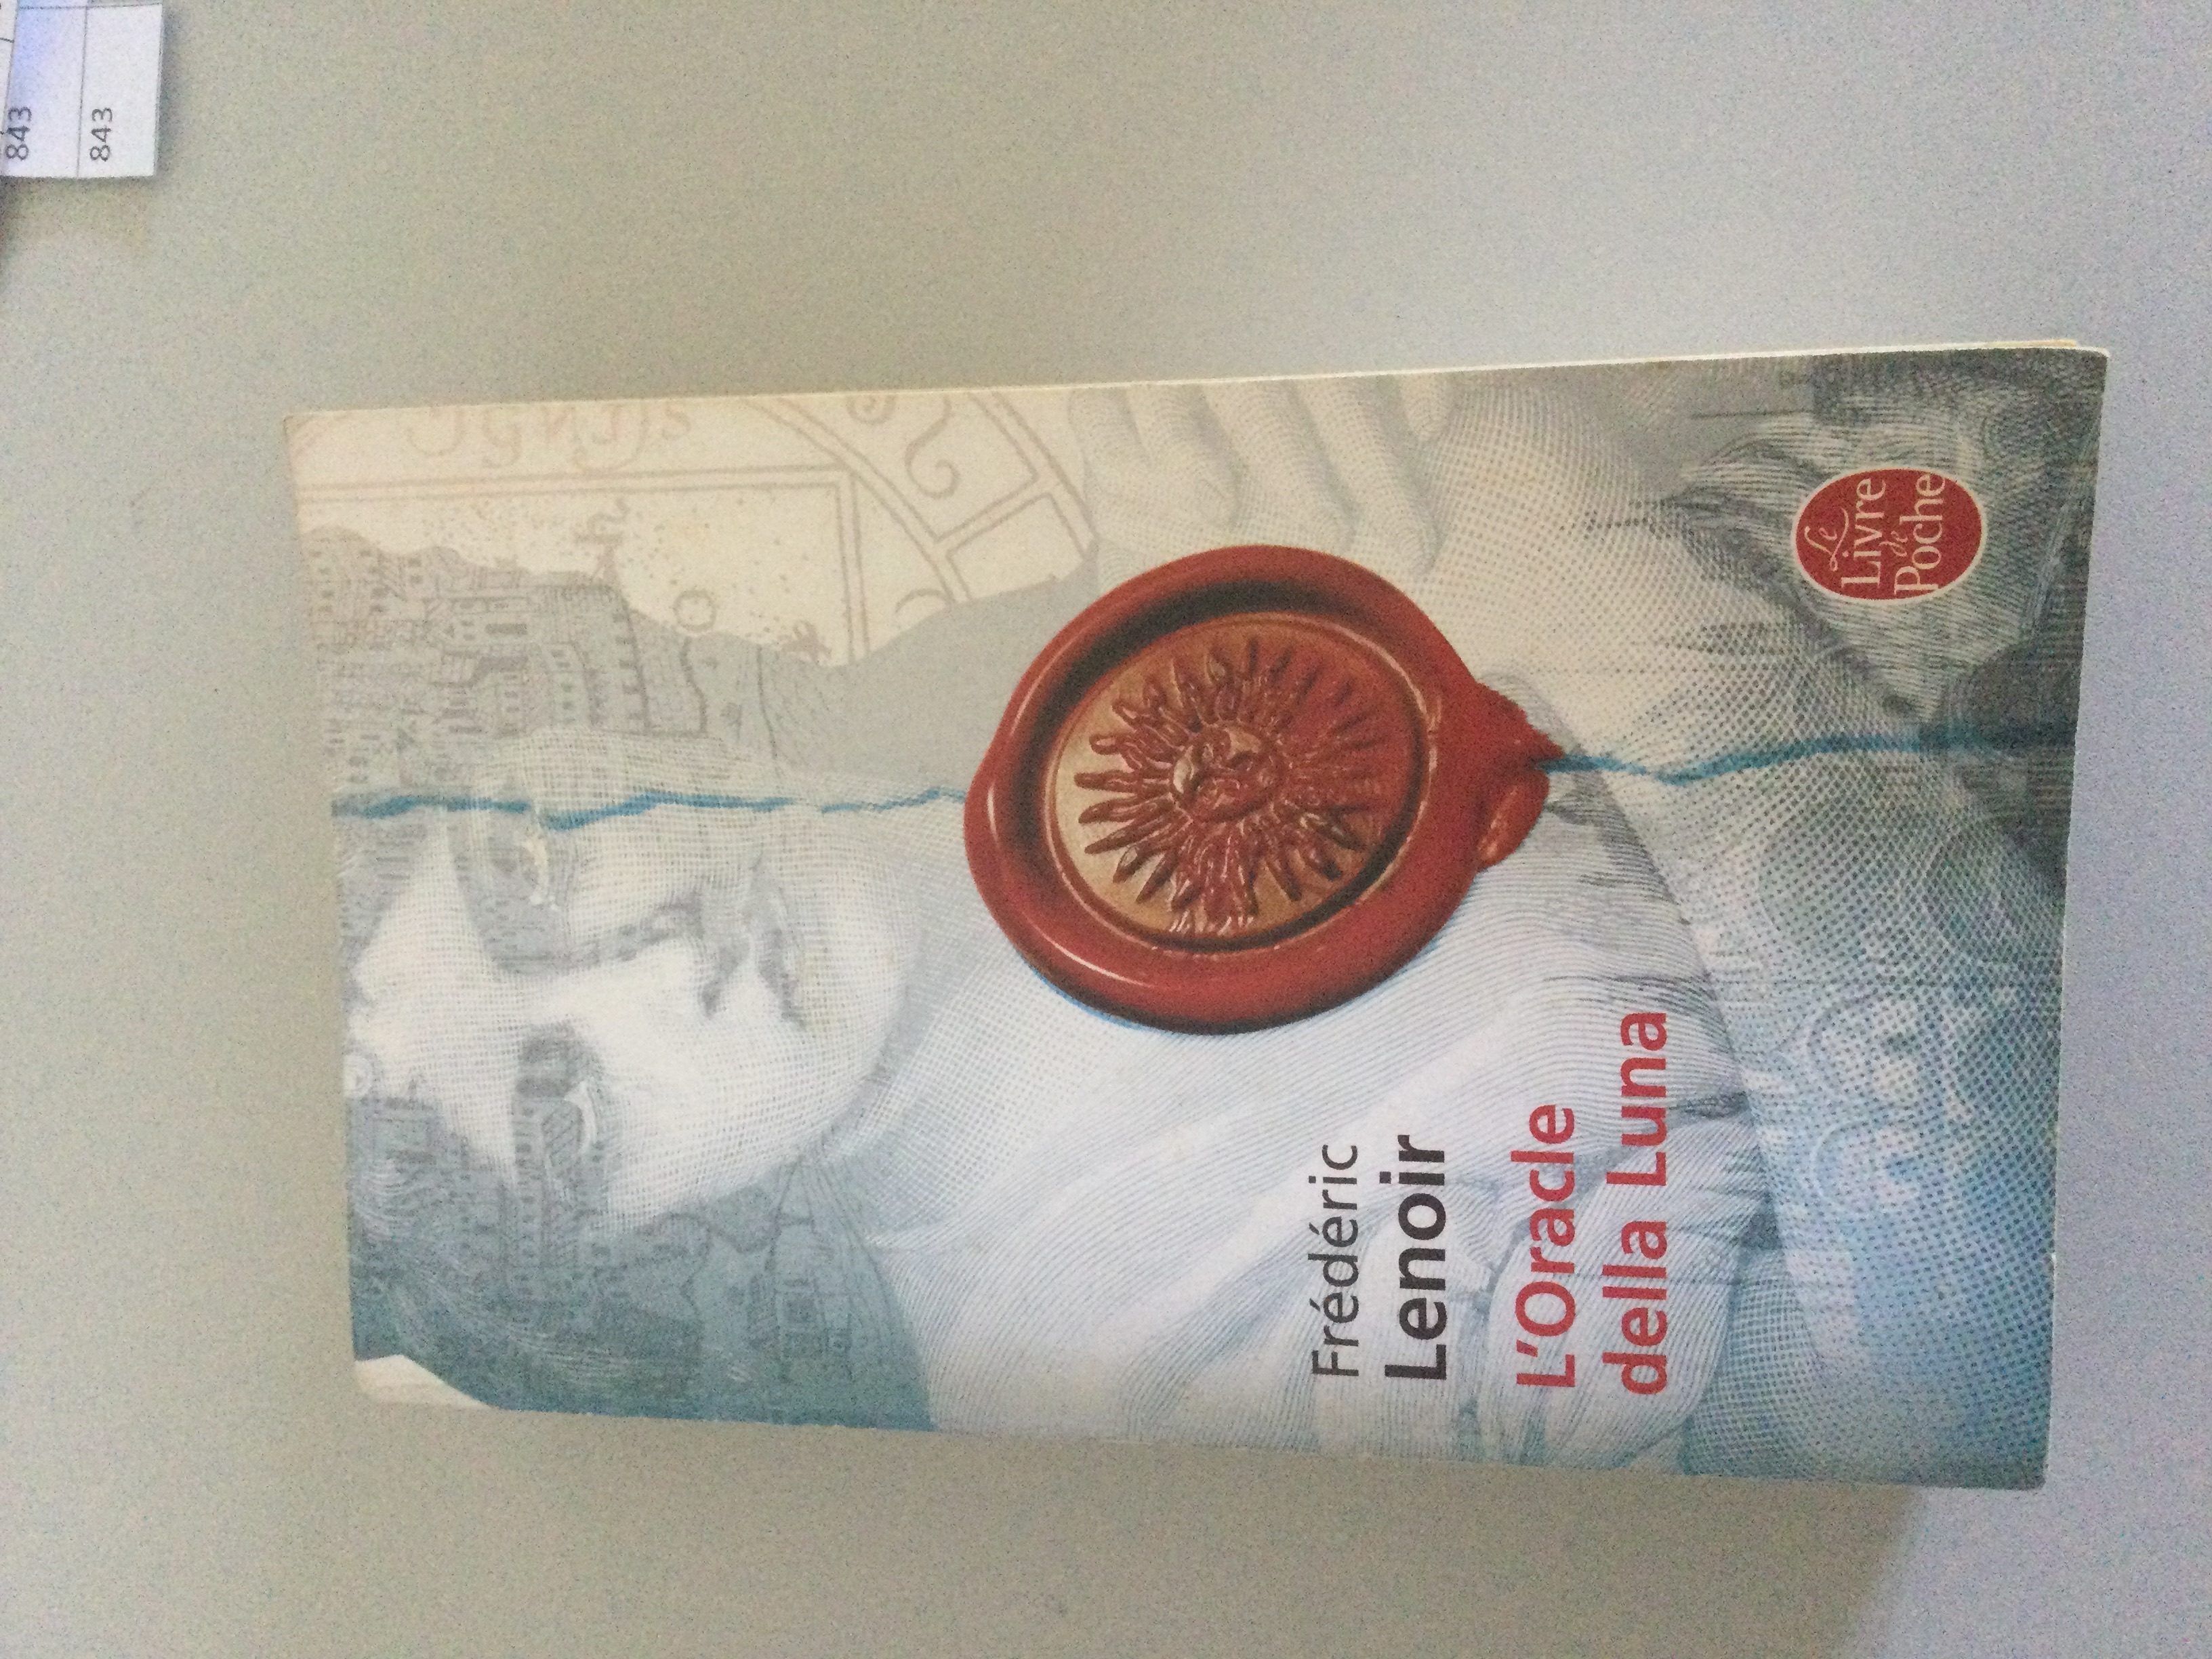 843
843
Frédéric
Lenoir
L'Oracle
della Luna
Le
Livre
de
Poche